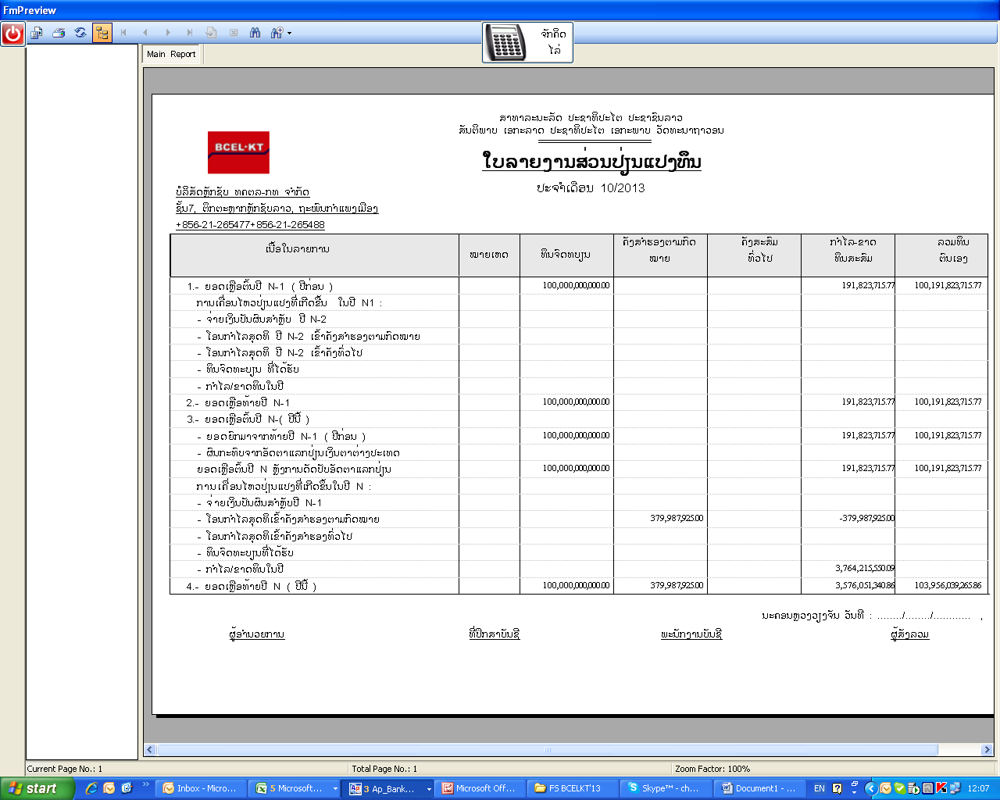 FmPreview
ຈັກຄິດ
ໄລ່
Main Report
ສາທາລະນະລັດ ປະຊາທິປະໄຕ ປະຊາຊົນລາວ
ສັນຕິພາບ ເອກະລາດ ປະຊາທິປະໄຕ ເອກະພາບ ວັດທະນາຖາວອນ
BCEL-KT
ໃບລາຍງານສ່ວນປ່ຽນແປງທຶນ
ປະຈຳເດືອນ 10/2013
ບໍລິສັດຫຼັກຊັບ ທຄຕລ-ກທ ຈຳກັດ
ຊັ້ນ7, ຕຶກຕະຫຼາດຫຼັກຊັບລາວ, ຖະໜົນກຳແພງເມືອງ
+856-21-265477+856-21-265488
ເນື້ອໃນລາຍການ ໝາຍເຫດ ທຶນຈົດທບຽນ ຄັງສຳຮອງຕາມກົດໝາຍ ຄັງສະສົມທົ່ວໄປ ກຳໄລ-ຂາດທຶນສະສົມ ລວມທຶນຕົນເອງ
1.- ຍອດເຫຼືອຕົ້ນປີ N-1 ( ປີກ່ອນ ) 100,000,000,000.00 191,823,715.77 100,191,823,715.77
ການເຄື່ອນໄຫວປ່ຽນແປງທີ່ເກີດຂຶ້ນ ໃນປີ N1 :
- ຈ່າຍເງິນປັນຜົນສຳຫຼັບ ປີ N-2
- ໂອນກຳໄລສຸດທິ ປີ N-2 ເຂົ້າຄັງສຳຮອງຕາມກົດໝາຍ
- ໂອນກຳໄລສຸດທິ ປີ N-2 ເຂົ້າຄັງທົ່ວໄປ
- ທຶນຈົດທະບຽນ ທີ່ໄດ້ຮັບ
- ກຳໄລ/ຂາດທຶນໃນປີ
2.- ຍອດເຫຼືອທ້າຍປີ N-1 100,000,000,000.00 191,823,715.77 100,191,823,715.77
3.- ຍອດເຫຼືອຕົ້ນປີ N-( ປີນີ້ )
- ຍອດຍົກມາຈາກທ້າຍປີ N-1 ( ປີກ່ອນ ) 100,000,000,000.00 191,823,715.77 100,191,823,715.77
- ຜົນກະທົບຈາກອັດຕາແລກປ່ຽນເງິນຕາຕ່າງປະເທດ
ຍອດເຫຼືອຕົ້ນປີ N ຫຼັງການດັດປັບອັດຕາແລກປ່ຽນ 100,000,000,000.00 191,823,715.77 100,191,823,715.77
ການເຄື່ອນໄຫວປ່ຽນແປງທີ່ເກີດຂຶ້ນໃນປີ N :
- ຈ່າຍເງິນປັນຜົນສຳຫຼັບປີ N-1
- ໂອນກຳໄລສຸດທິເຂົ້າຄັງສຳຮອງຕາມກົດໝາຍ 379,987,925.00 -379,987,925.00
- ໂອນກຳໄລສຸດທິເຂົ້າຄັງສຳຮອງທົ່ວໄປ
- ທຶນຈົດທະບຽນທີ່ໄດ້ຮັບ
- ກຳໄລ/ຂາດທຶນໃນປີ 3,764,215,550.09
4.- ຍອດເຫຼືອທ້າຍປີ N ( ປີນີ້ ) 100,000,000,000.00 379,987,925.00 3,576,051,340.86 103,956,039,265.86
ນະຄອນຫຼວງວຽງຈັນ ວັນທີ : ......../......../............ ,
ຜູ້ອຳນວຍການ ທີ່ປຶກສາບັນຊີ ພະນັກງານບັນຊີ ຜູ້ສັງລວມ
Current Page No.: 1 Total Page No.: 1 Zoom Factor: 100%
start Inbox - Micro... 5 Microsoft... 3 Ap_Bank... Microsoft Off... FS BCELKT'13 Skype™ - ch... Document1 - ... EN 12:07